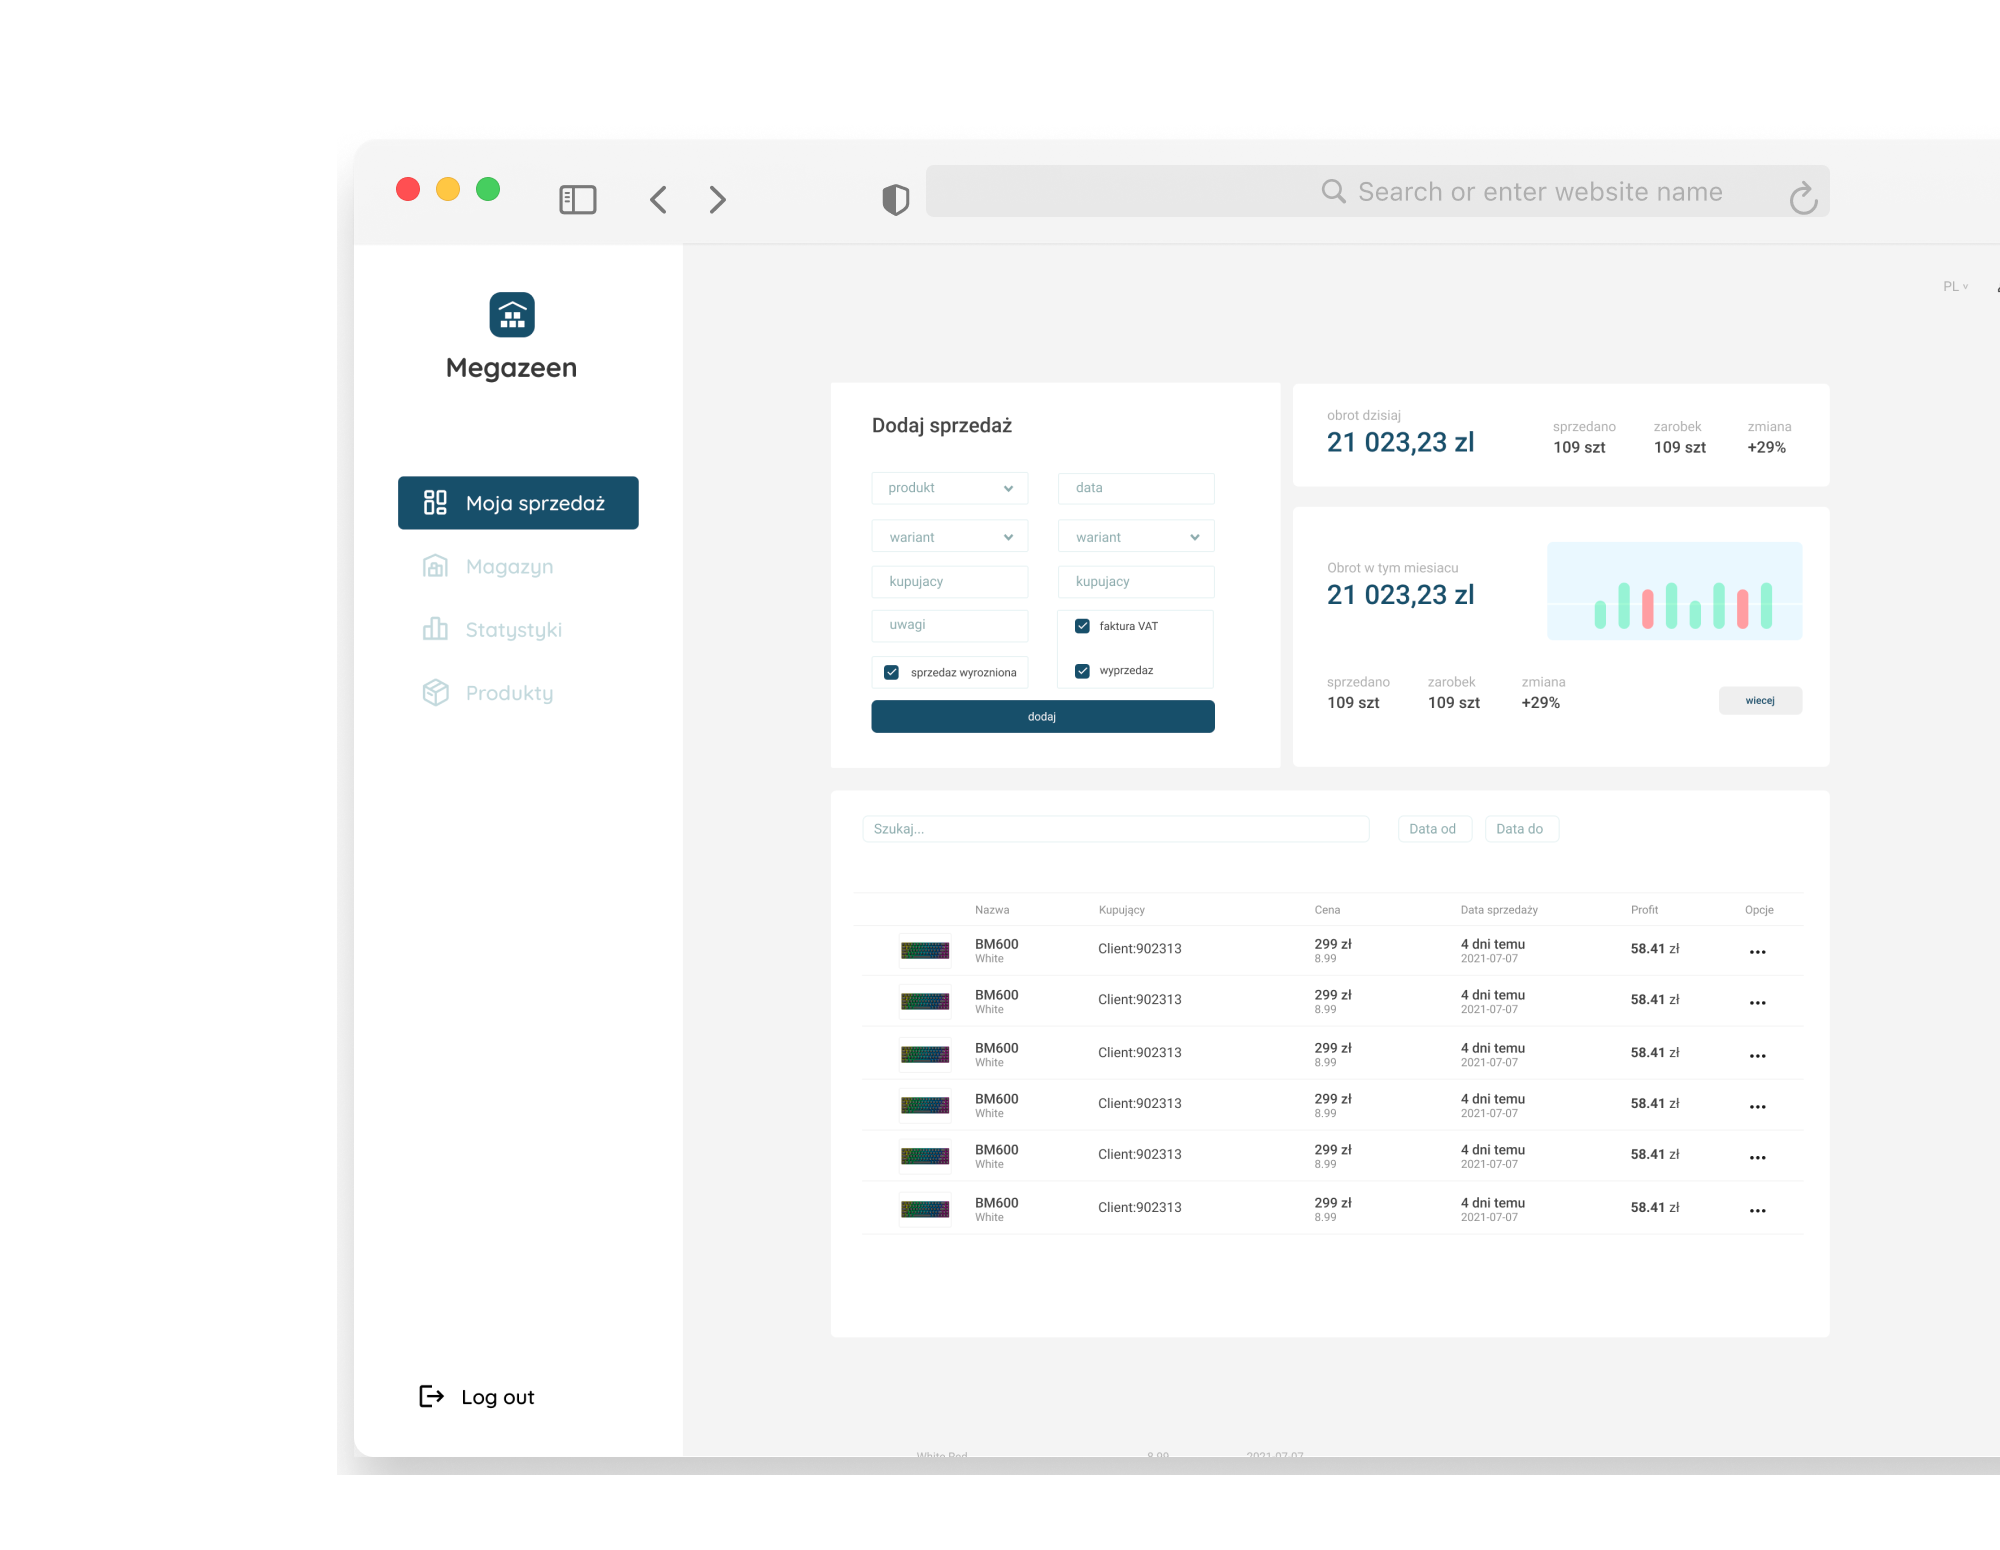 Search or enter website name
PL
Megazeen
Moja sprzedaż
Magazyn
Statystyki
Produkty
Log out
Dodaj sprzedaż
produkt
data
wariant
wariant
kupujacy
kupujacy
uwagi
faktura VAT
sprzedaz wyrozniona
wyprzedaz
dodaj
obrot dzisiaj
21 023,23 zl
sprzedano zarobek zmiana
109 szt 109 szt +29%
Obrot w tym miesiacu
21 023,23 zl
sprzedano zarobek zmiana
109 szt 109 szt +29%
wiecej
Szukaj...
Data od
Data do
Nazwa Kupujący Cena Data sprzedaży Profit Opcje
BM600 Client:902313 299 zł 4 dni temu 58.41 zł
White 8.99 2021-07-07
BM600 Client:902313 299 zł 4 dni temu 58.41 zł
White 8.99 2021-07-07
BM600 Client:902313 299 zł 4 dni temu 58.41 zł
White 8.99 2021-07-07
BM600 Client:902313 299 zł 4 dni temu 58.41 zł
White 8.99 2021-07-07
BM600 Client:902313 299 zł 4 dni temu 58.41 zł
White 8.99 2021-07-07
BM600 Client:902313 299 zł 4 dni temu 58.41 zł
White 8.99 2021-07-07
White Red 8.99 2021-07-07